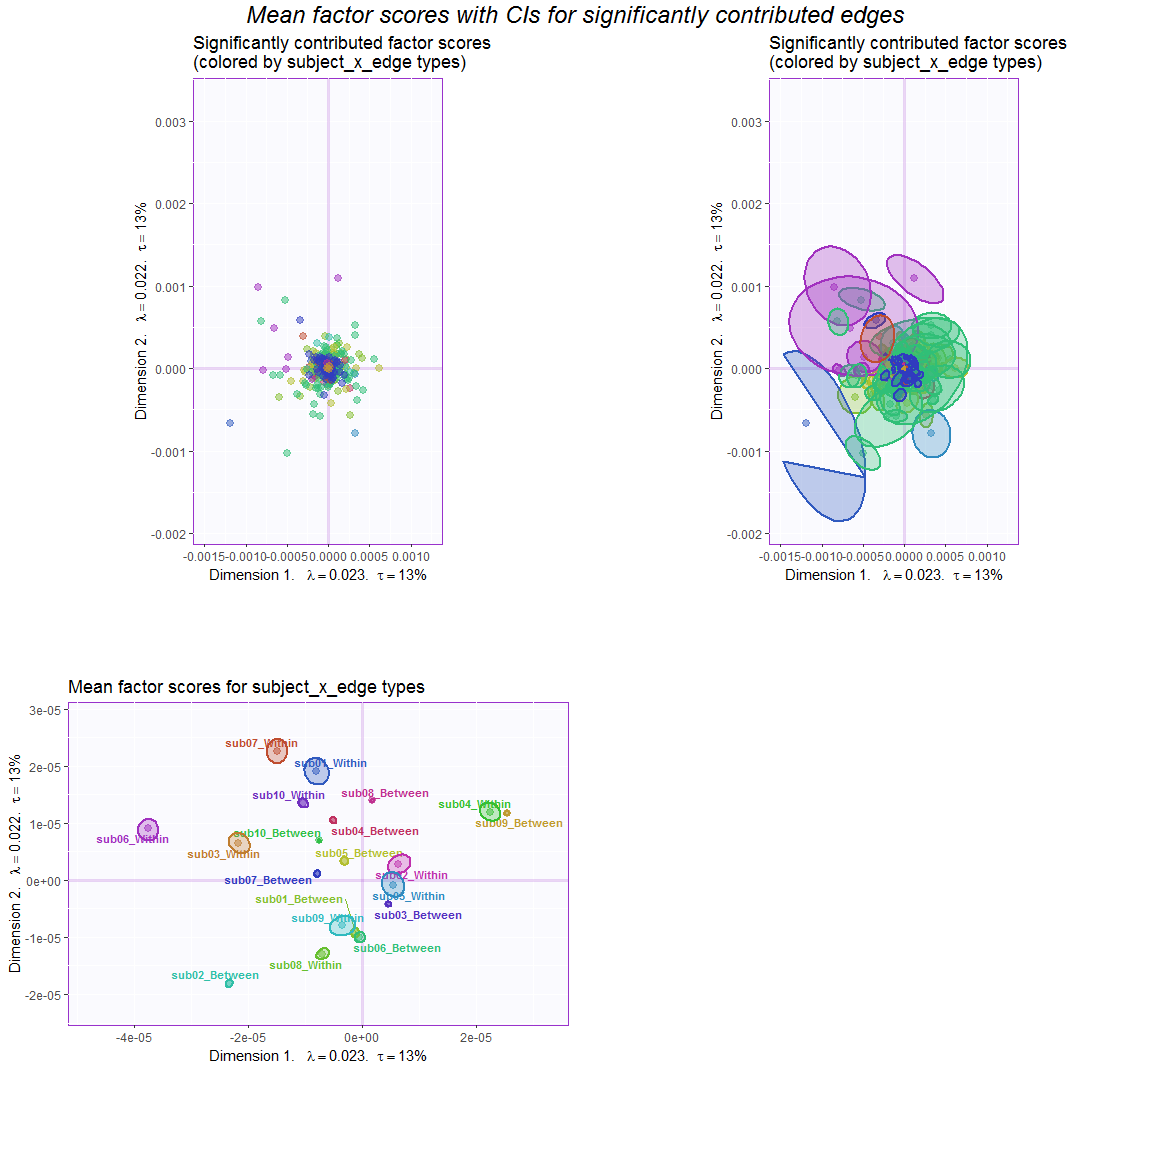 Mean factor scores with CIs for significantly contributed edges
Significantly contributed factor scores
(colored by subject_x_edge types)
0.003
0.002
0.001
0.000
-0.001
-0.002
Dimension 2. λ = 0.022. τ = 13%
-0.0015 -0.0010 -0.0005 0.0000 0.0005 0.0010
Dimension 1. λ = 0.023. τ = 13%
Significantly contributed factor scores
(colored by subject_x_edge types)
0.003
0.002
0.001
0.000
-0.001
-0.002
Dimension 2. λ = 0.022. τ = 13%
-0.0015 -0.0010 -0.0005 0.0000 0.0005 0.0010
Dimension 1. λ = 0.023. τ = 13%
Mean factor scores for subject_x_edge types
3e-05
2e-05
1e-05
0e+00
-1e-05
-2e-05
Dimension 2. λ = 0.022. τ = 13%
sub07_Within
sub01_Within
sub10_Within
sub08_Between
sub04_Within
sub09_Between
sub06_Within
sub10_Between
sub04_Between
sub03_Within
sub05_Between
sub02_Within
sub07_Between
sub05_Within
sub01_Between
sub03_Between
sub09_Within
sub06_Between
sub08_Within
sub02_Between
-4e-05 -2e-05 0e+00 2e-05
Dimension 1. λ = 0.023. τ = 13%